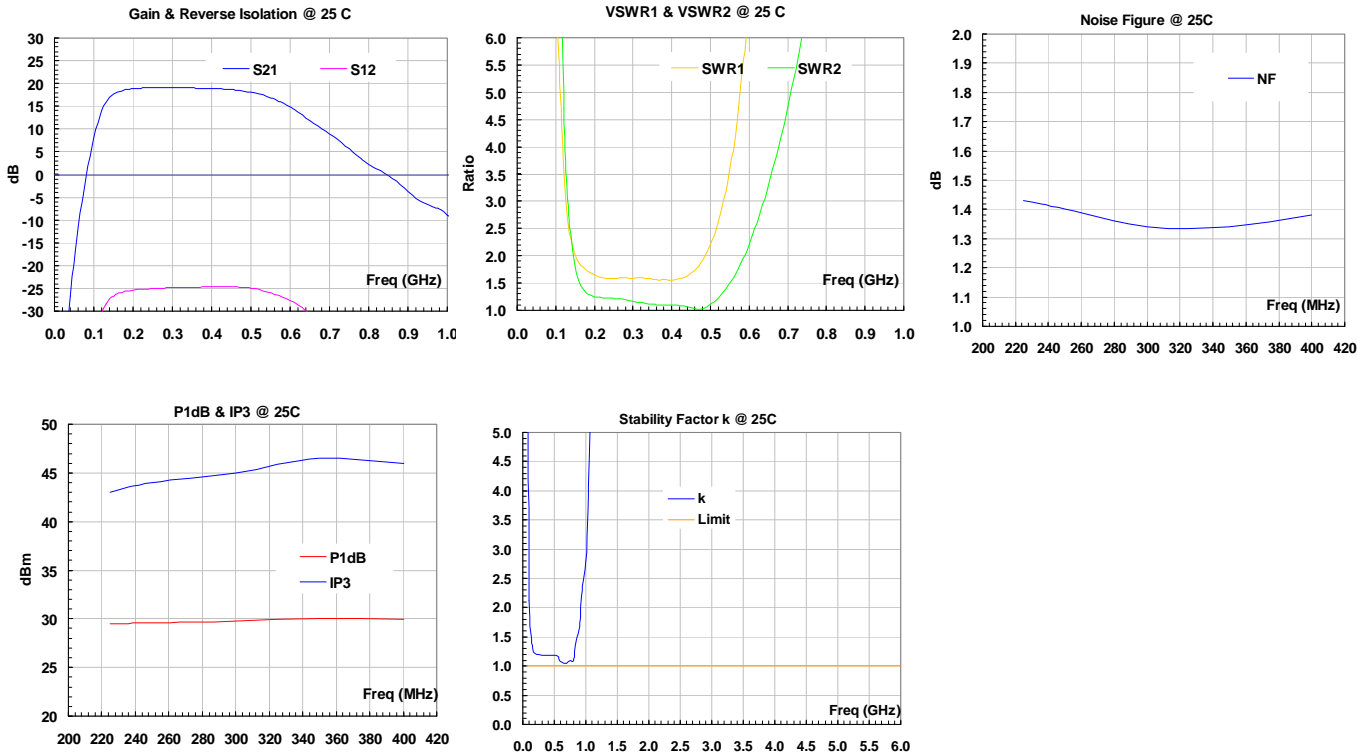 Gain & Reverse Isolation @ 25 C
30
25
20
15
10
5
0
-5
-10
-15
-20
-25
-30
dB
S21
S12
Freq (GHz)
0.0 0.1 0.2 0.3 0.4 0.5 0.6 0.7 0.8 0.9 1.0
VSWR1 & VSWR2 @ 25 C
6.0
5.5
5.0
4.5
4.0
3.5
3.0
2.5
2.0
1.5
1.0
Ratio
SWR1
SWR2
Freq (GHz)
0.0 0.1 0.2 0.3 0.4 0.5 0.6 0.7 0.8 0.9 1.0
Noise Figure @ 25C
2.0
1.9
1.8
1.7
1.6
1.5
1.4
1.3
1.2
1.1
1.0
dB
NF
Freq (MHz)
200 220 240 260 280 300 320 340 360 380 400 420
P1dB & IP3 @ 25C
50
45
40
35
30
25
20
dBm
P1dB
IP3
Freq (MHz)
200 220 240 260 280 300 320 340 360 380 400 420
Stability Factor k @ 25C
5.0
4.5
4.0
3.5
3.0
2.5
2.0
1.5
1.0
0.5
0.0
k
Limit
Freq (GHz)
0.0 0.5 1.0 1.5 2.0 2.5 3.0 3.5 4.0 4.5 5.0 5.5 6.0